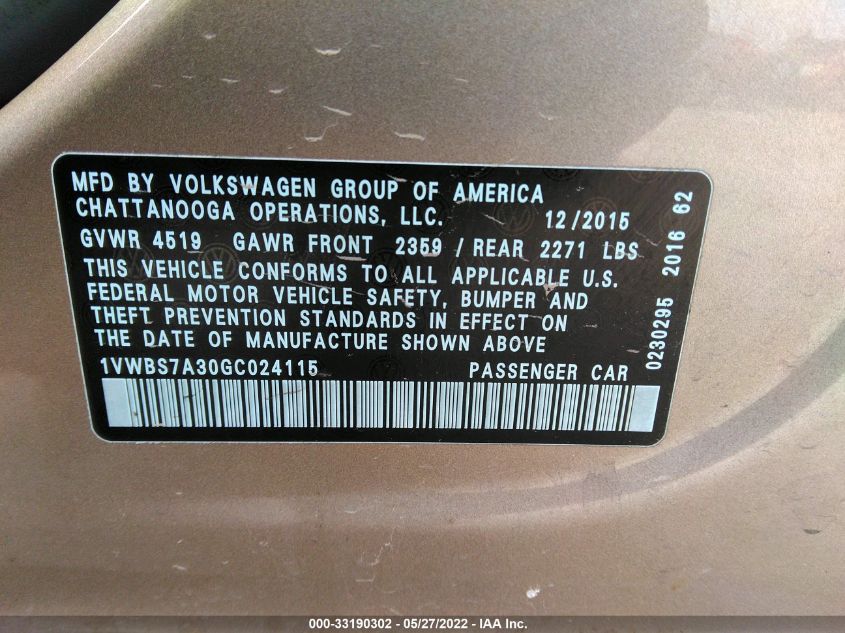 MFD BY VOLKSWAGEN GROUP OF AMERICA
CHATTANOOGA OPERATIONS, LLC. 12/2015
GVWR 4519 GAWR FRONT 2359 / REAR 2271 LBS
THIS VEHICLE CONFORMS TO ALL APPLICABLE U.S.
FEDERAL MOTOR VEHICLE SAFETY, BUMPER AND
THEFT PREVENTION STANDARDS IN EFFECT ON
THE DATE OF MANUFACTURE SHOWN ABOVE
1VWBS7A30GC024115 PASSENGER CAR
0230295 2016 62
000-33190302 - 05/27/2022 - IAA Inc.